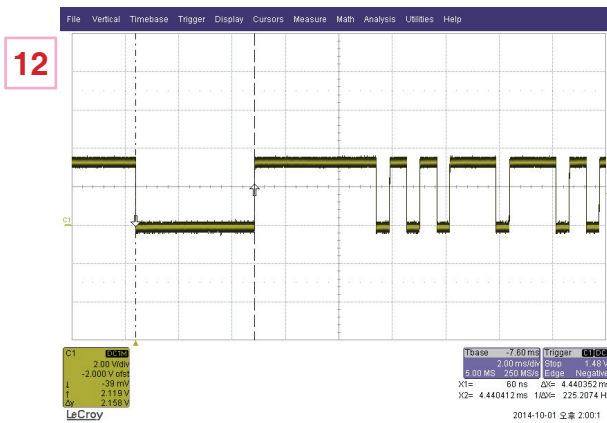 File Vertical Timebase Trigger Display Cursors Measure Math Analysis Utilities Help
12
C1
C1 DC1M
2.00 V/div
-2.000 V ofst
↓ -39 mV
↑ 2.119 V
Δy 2.158 V
Tbase -7.60 ms
2.00 ms/div
5.00 MS 250 MS/s
Trigger C1 DC
Stop 1.48 V
Edge Negative
X1= 60 ns ΔX= 4.440352 ms
X2= 4.440412 ms 1/ΔX= 225.2074 H
LeCroy
2014-10-01 오후 2:00:1